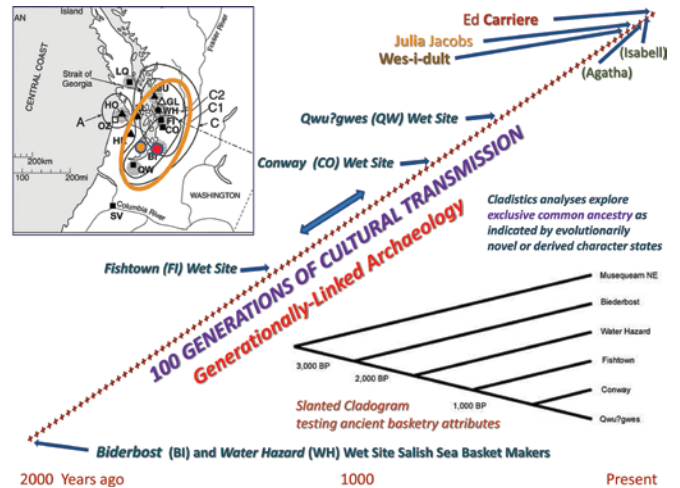 AN
Island
CENTRAL COAST
Strait of
Georgia
Fraser River
LO
HO
OZ
A
GL
WH
FI
CO
C2
C1
C
BI
QW
200km
200mi
WASHINGTON
Columbia River
SV
Ed Carriere
Julia Jacobs
Wes-i-dult
(Isabell)
(Agatha)
Qwu?gwes (QW) Wet Site
Conway (CO) Wet Site
Fishtown (FI) Wet Site
100 GENERATIONS OF CULTURAL TRANSMISSION
Generationally-Linked Archaeology
Cladistics analyses explore
exclusive common ancestry as
indicated by evolutionarily
novel or derived character states
Musequeam NE
Biederbost
Water Hazard
Fishtown
Conway
Qwu?gwes
3,000 BP
2,000 BP
1,000 BP
Slanted Cladogram
testing ancient basketry attributes
Biderbost (BI) and Water Hazard (WH) Wet Site Salish Sea Basket Makers
2000 Years ago
1000
Present